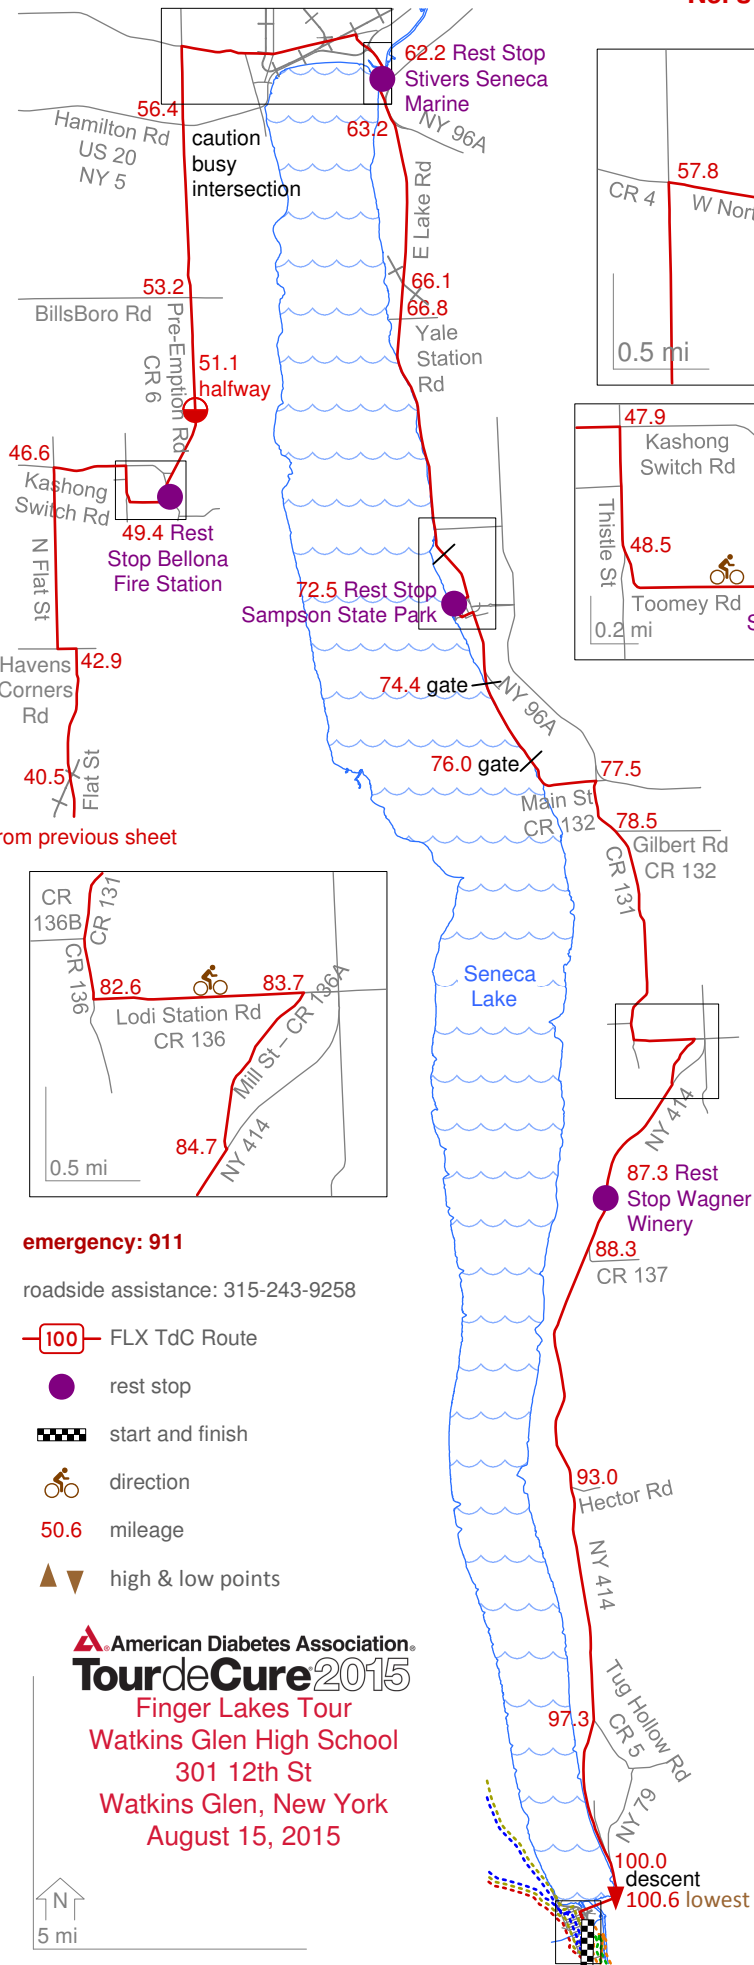 62.2 Rest Stop
Stivers Seneca
Marine
56.4
Hamilton Rd
US 20
NY 5
caution
busy
intersection
63.2
NY 96A
E Lake Rd
57.8
CR 4
0.5 mi
53.2
BillsBoro Rd
Pre-Emption Rd
CR 6
66.1
66.8
Yale
Station
Rd
51.1
halfway
46.6
Kashong
Switch Rd
N Flat St
49.4 Rest
Stop Bellona
Fire Station
47.9
Kashong
Switch Rd
Thistle St
48.5
Toomey Rd
0.2 mi
72.5 Rest Stop
Sampson State Park
Havens
Corners
Rd
42.9
74.4 gate
NY 96A
40.5
Flat St
76.0 gate
77.5
Main St
CR 132
78.5
Gilbert Rd
CR 132
CR 131
previous sheet
CR
136B
CR 131
CR 136
82.6
83.7
Lodi Station Rd
CR 136
Mill St – CR 136A
84.7
NY 414
0.5 mi
Seneca
Lake
NY 414
87.3 Rest
Stop Wagner
Winery
88.3
CR 137
emergency: 911
roadside assistance: 315-243-9258
100 FLX TdC Route
rest stop
start and finish
direction
50.6 mileage
high & low points
93.0
Hector Rd
NY 414
American Diabetes Association®
Tour de Cure 2015
Finger Lakes Tour
Watkins Glen High School
301 12th St
Watkins Glen, New York
August 15, 2015
97.3
Tug Hollow Rd
CR 5
NY 79
100.0
descent
100.6 lowest
N
5 mi